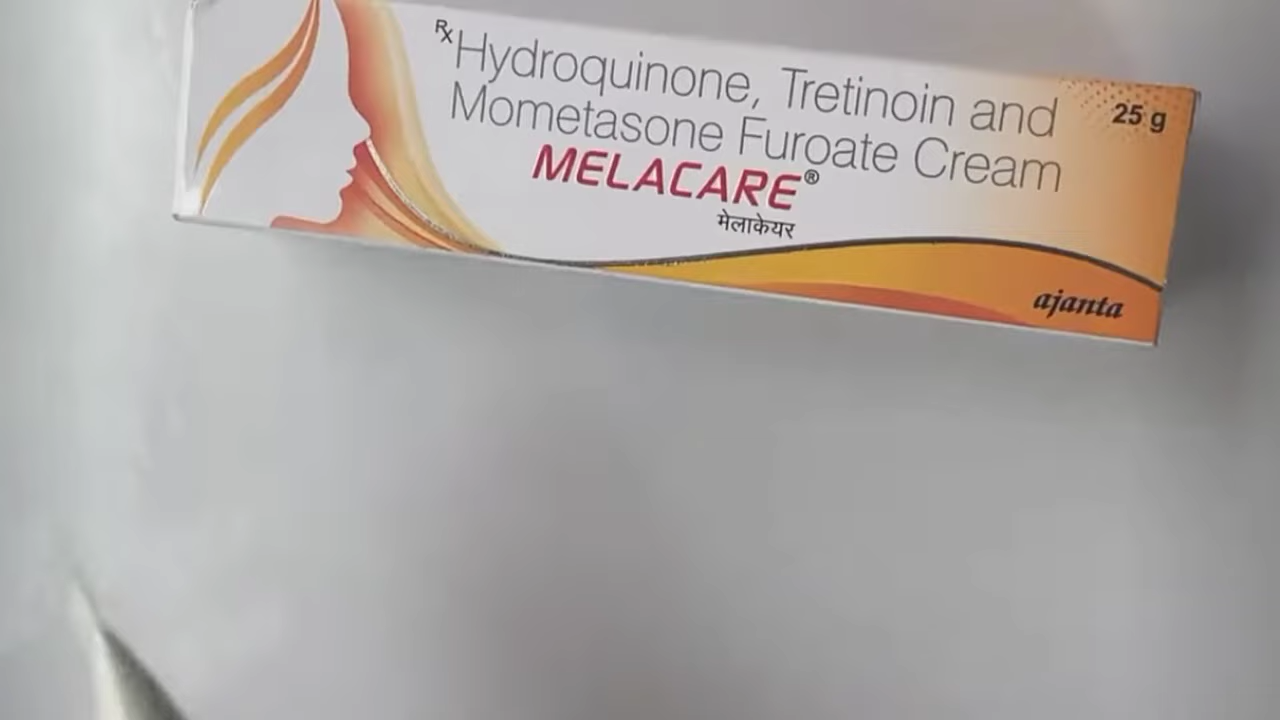 Rx Hydroquinone, Tretinoin and
Mometasone Furoate Cream
25 g
MELACARE®
मेलाकेयर
ajanta